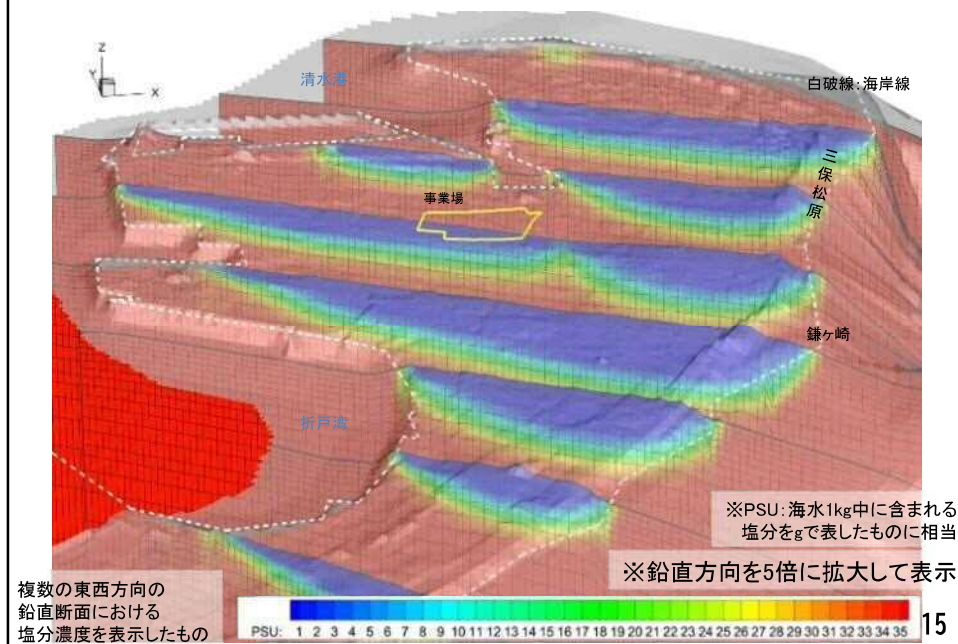 Z
Y
X
清水港
白破線:海岸線
三保松原
事業場
鎌ヶ崎
折戸湾
※PSU:海水1kg中に含まれる
塩分をgで表したものに相当
※鉛直方向を5倍に拡大して表示
複数の東西方向の
鉛直断面における
塩分濃度を表示したもの
PSU: 1 2 3 4 5 6 7 8 9 10 11 12 13 14 15 16 17 18 19 20 21 22 23 24 25 26 27 28 29 30 31 32 33 34 35
15